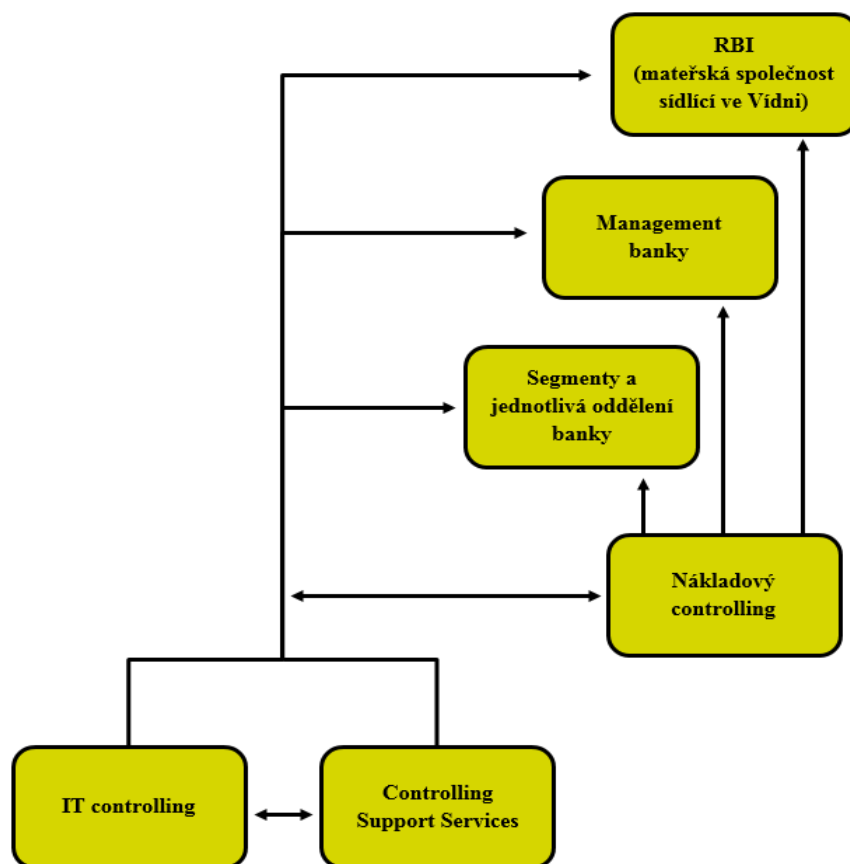 RBI
(mateřská společnost
sídlící ve Vídni)
Management
banky
Segmenty a
jednotlivá oddělení
banky
Nákladový
controlling
IT controlling
Controlling
Support Services